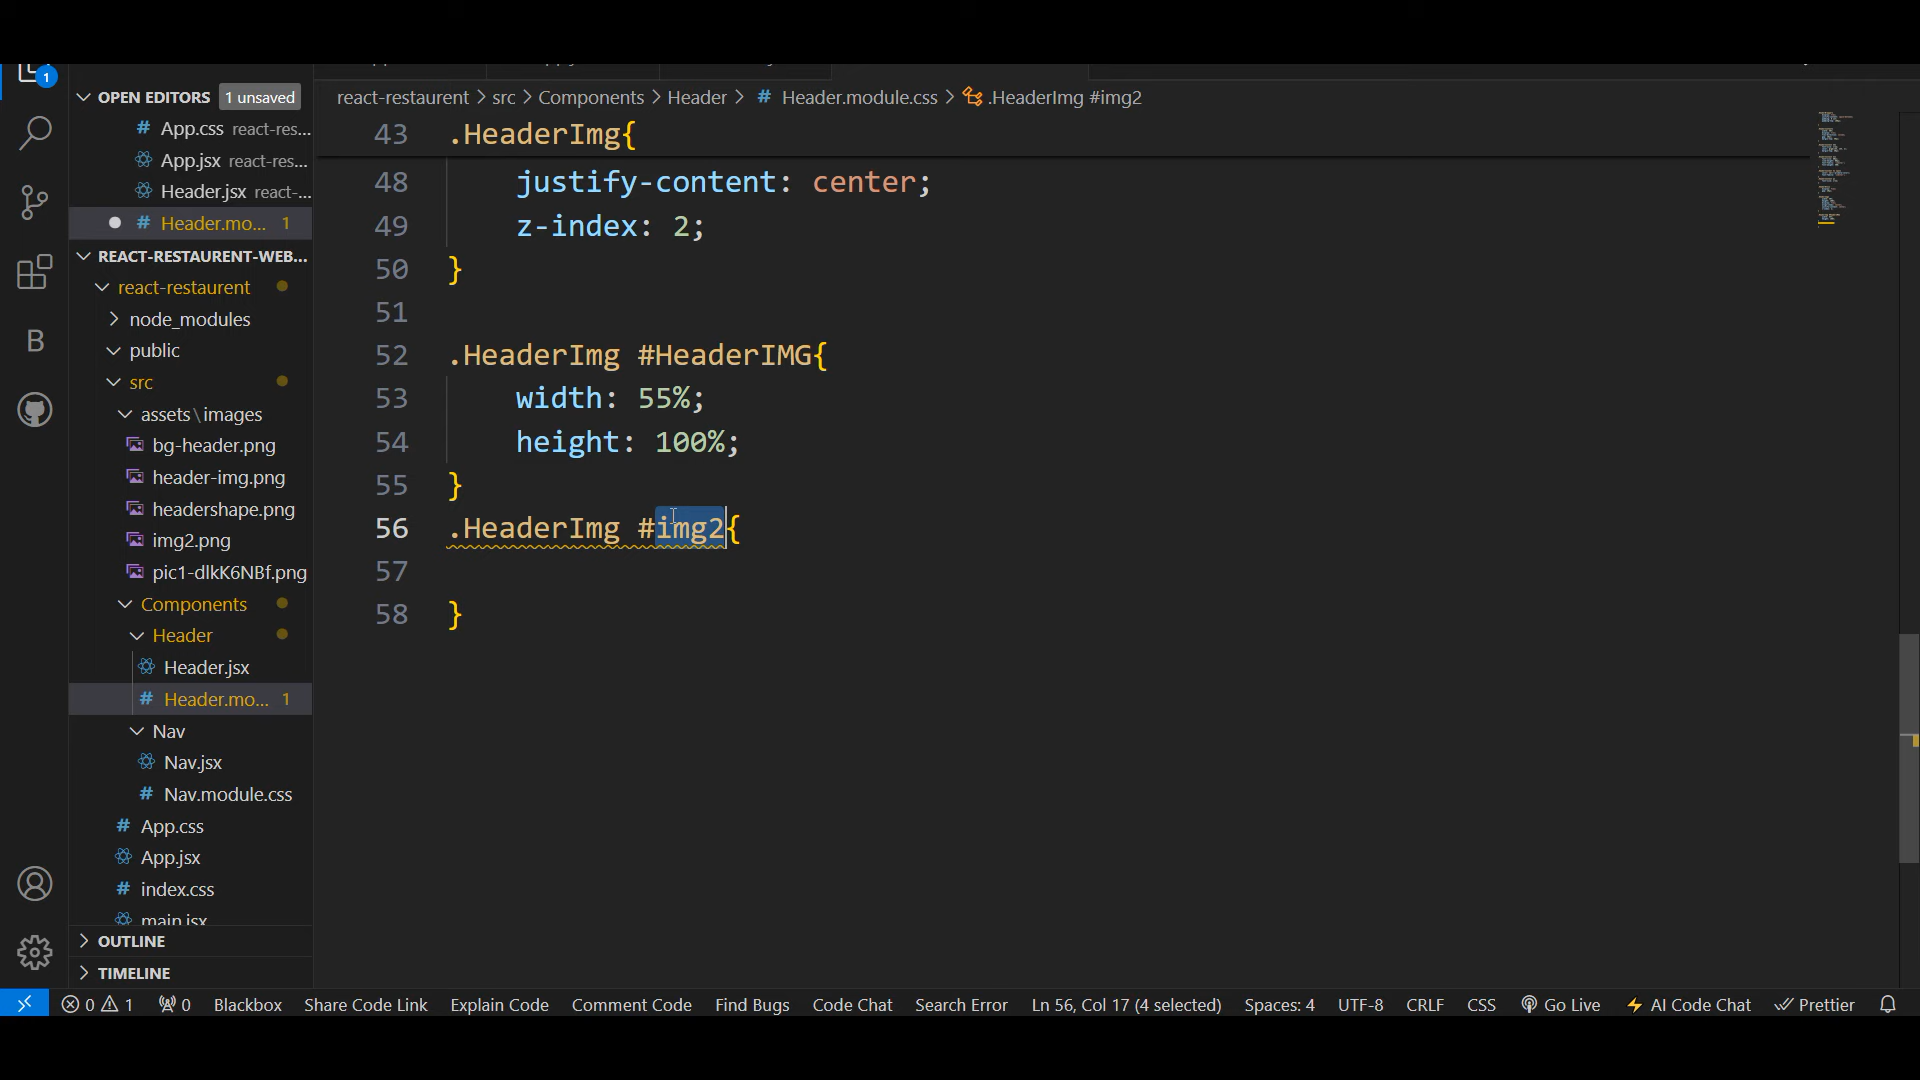 1
OPEN EDITORS 1 unsaved
# App.css react-res...
App.jsx react-res...
Header.jsx react-...
# Header.mo... 1
REACT-RESTAURENT-WEB...
react-restaurent
node_modules
public
src
assets\images
bg-header.png
header-img.png
headershape.png
img2.png
pic1-dlkK6NBf.png
Components
Header
Header.jsx
# Header.mo... 1
Nav
Nav.jsx
# Nav.module.css
# App.css
App.jsx
# index.css
main.jsx
OUTLINE
TIMELINE
B
react-restaurent > src > Components > Header > # Header.module.css > .HeaderImg #img2
43 .HeaderImg{
48 justify-content: center;
49 z-index: 2;
50 }
51
52 .HeaderImg #HeaderIMG{
53 width: 55%;
54 height: 100%;
55 }
56 .HeaderImg #img2{
57
58 }
0 1 0 Blackbox Share Code Link Explain Code Comment Code Find Bugs Code Chat Search Error Ln 56, Col 17 (4 selected) Spaces: 4 UTF-8 CRLF CSS Go Live AI Code Chat Prettier